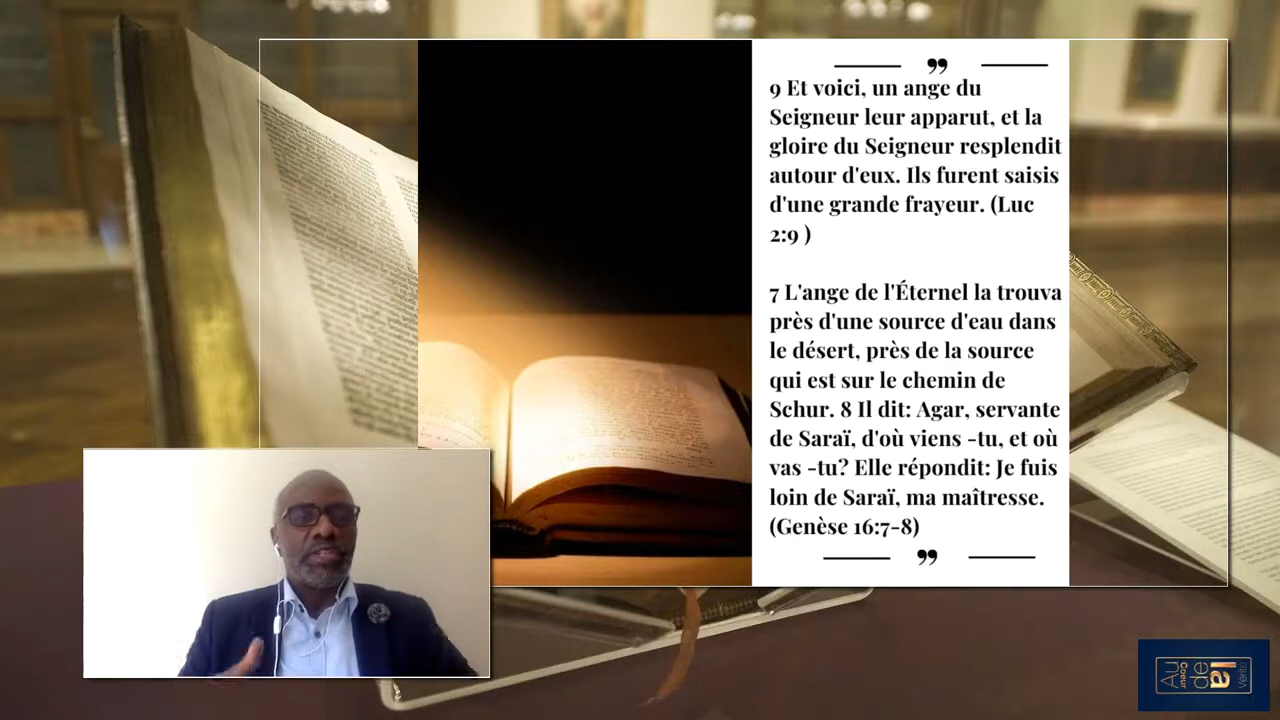 ❞
9 Et voici, un ange du
Seigneur leur apparut, et la
gloire du Seigneur resplendit
autour d'eux. Ils furent saisis
d'une grande frayeur. (Luc
2:9 )
7 L'ange de l'Éternel la trouva
près d'une source d'eau dans
le désert, près de la source
qui est sur le chemin de
Schur. 8 Il dit: Agar, servante
de Saraï, d'où viens -tu, et où
vas -tu? Elle répondit: Je fuis
loin de Saraï, ma maîtresse.
(Genèse 16:7-8)
❞
Au
coeur
de
la
Vérité